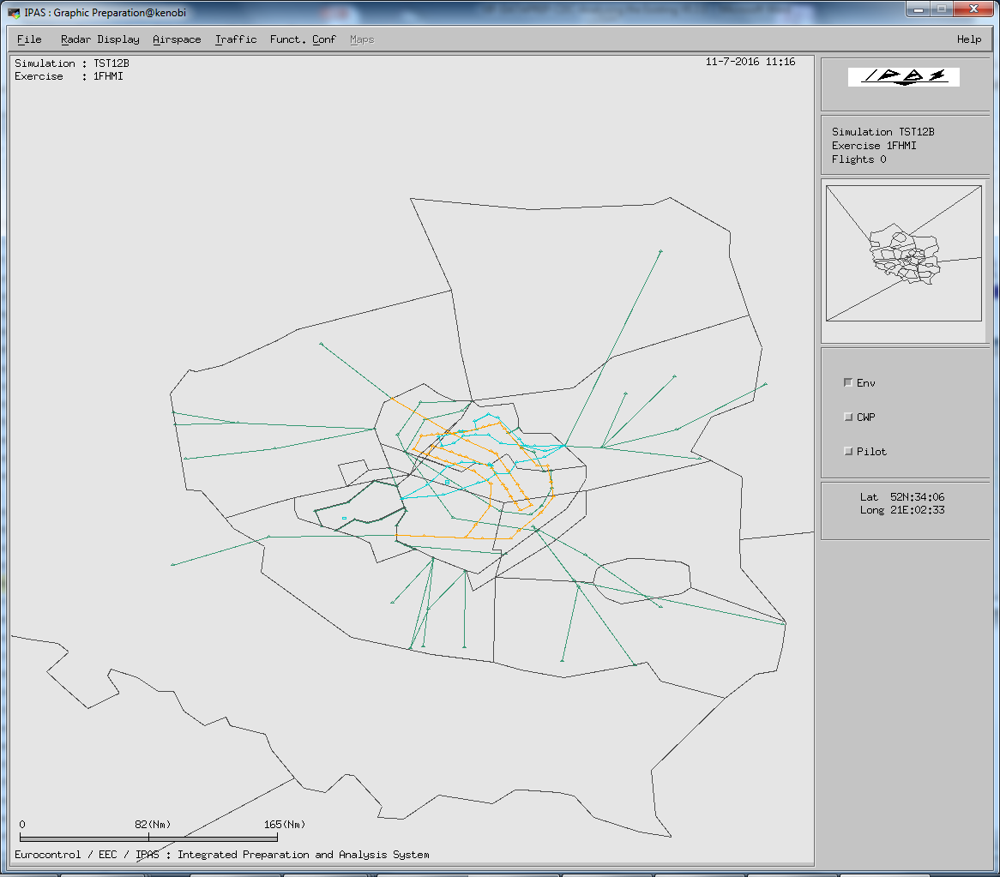 IPAS : Graphic Preparation@kenobi
File Radar Display Airspace Traffic Funct. Conf Maps Help
Simulation : TST12B
11-7-2016 11:16
Exercise : 1FHMI
IPAS
Simulation TST12B
Exercise 1FHMI
Flights 0
Env
CWP
Pilot
Lat 52N:34:06
Long 21E:02:33
0 82(Nm) 165(Nm)
Eurocontrol / EEC / IPAS : Integrated Preparation and Analysis System